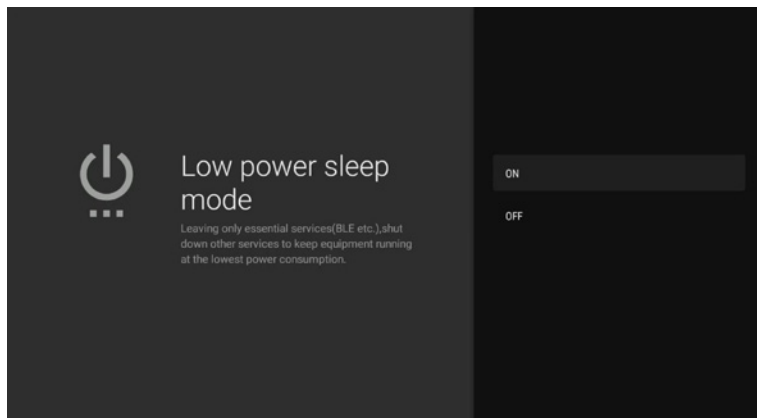 Low power sleep
mode
Leaving only essential services(BLE etc.),shut
down other services to keep equipment running
at the lowest power consumption.
ON
OFF